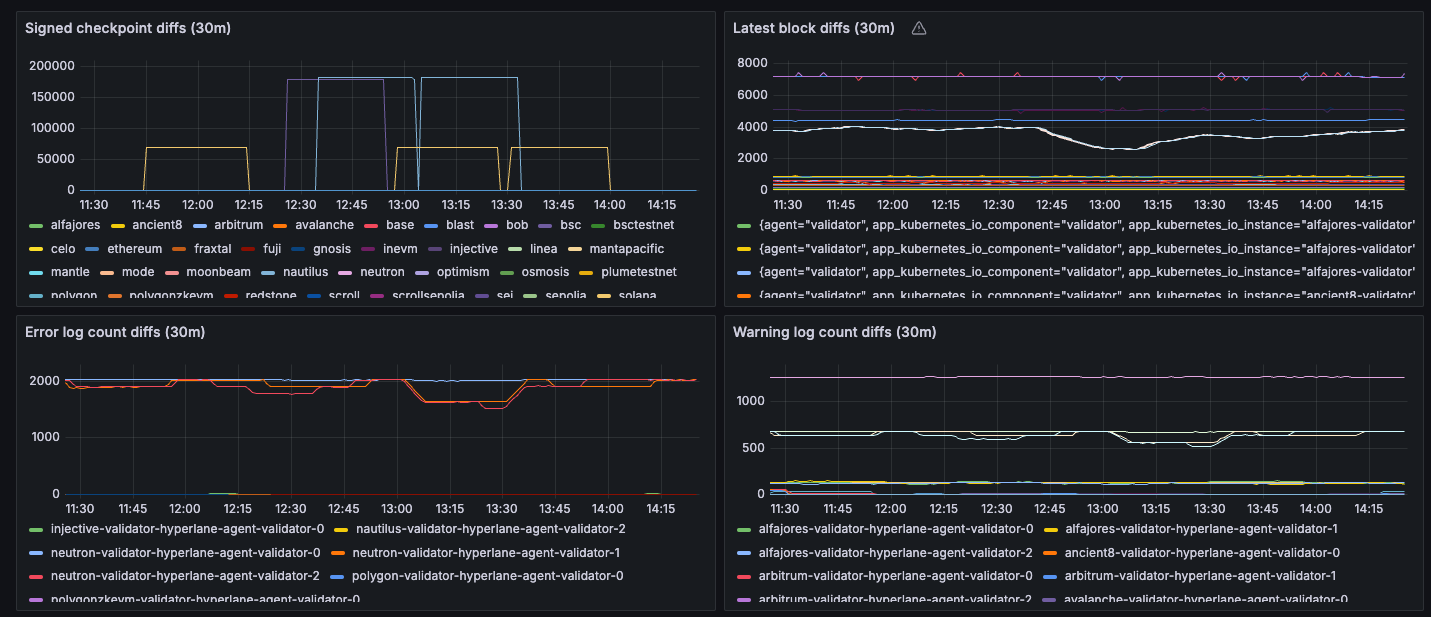 Signed checkpoint diffs (30m)
200000
150000
100000
50000
0
11:30 11:45 12:00 12:15 12:30 12:45 13:00 13:15 13:30 13:45 14:00 14:15
alfajores ancient8 arbitrum avalanche base blast bob bsc bsctestnet
celo ethereum fraxtal fuji gnosis inevm injective linea mantapacific
mantle mode moonbeam nautilus neutron optimism osmosis plumetestnet
polygon polygonzkevm redstone scroll scrollsepolia sei sepolia solana
Latest block diffs (30m)
8000
6000
4000
2000
0
11:30 11:45 12:00 12:15 12:30 12:45 13:00 13:15 13:30 13:45 14:00 14:15
{agent="validator", app_kubernetes_io_component="validator", app_kubernetes_io_instance="alfajores-validator'
{agent="validator", app_kubernetes_io_component="validator", app_kubernetes_io_instance="alfajores-validator'
{agent="validator", app_kubernetes_io_component="validator", app_kubernetes_io_instance="alfajores-validator'
{agent="validator", app_kubernetes_io_component="validator", app_kubernetes_io_instance="ancient8-validator'
Error log count diffs (30m)
2000
1000
0
11:30 11:45 12:00 12:15 12:30 12:45 13:00 13:15 13:30 13:45 14:00 14:15
injective-validator-hyperlane-agent-validator-0 nautilus-validator-hyperlane-agent-validator-2
neutron-validator-hyperlane-agent-validator-0 neutron-validator-hyperlane-agent-validator-1
neutron-validator-hyperlane-agent-validator-2 polygon-validator-hyperlane-agent-validator-0
polygonzkevm-validator-hyperlane-agent-validator-0
Warning log count diffs (30m)
1000
500
0
11:30 11:45 12:00 12:15 12:30 12:45 13:00 13:15 13:30 13:45 14:00 14:15
alfajores-validator-hyperlane-agent-validator-0 alfajores-validator-hyperlane-agent-validator-1
alfajores-validator-hyperlane-agent-validator-2 ancient8-validator-hyperlane-agent-validator-0
arbitrum-validator-hyperlane-agent-validator-0 arbitrum-validator-hyperlane-agent-validator-1
arbitrum-validator-hyperlane-agent-validator-2 avalanche-validator-hyperlane-agent-validator-0